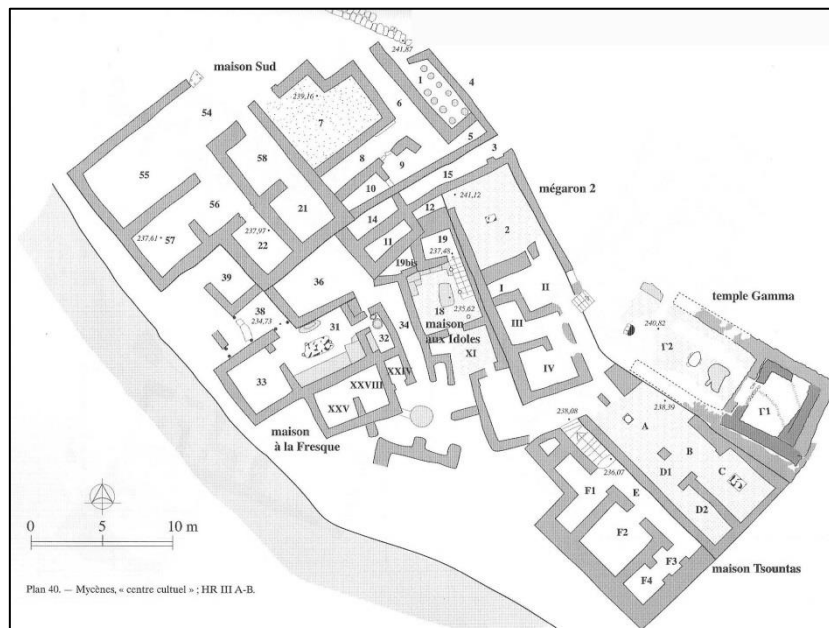 241,87
maison Sud
1
4
54
239,16
6
7
5
3
58
8
9
15
mégaron 2
55
10
241,12
56
14
12
2
21
19
57
237,61
237,97
22
11
237,48
19bis
II
39
36
I
temple Gamma
18
235,62
38
234,73
31
34
III
240,82
maison
aux Idoles
Γ2
32
XI
IV
33
XXIV
XXVIII
238,39
Γ1
XXV
238,08
A
maison
à la Fresque
B
236,07
D1
C
F1
E
D2
0 5 10 m
F2
F3
maison Tsountas
F4
Plan 40. — Mycènes, « centre cultuel » ; HR III A-B.